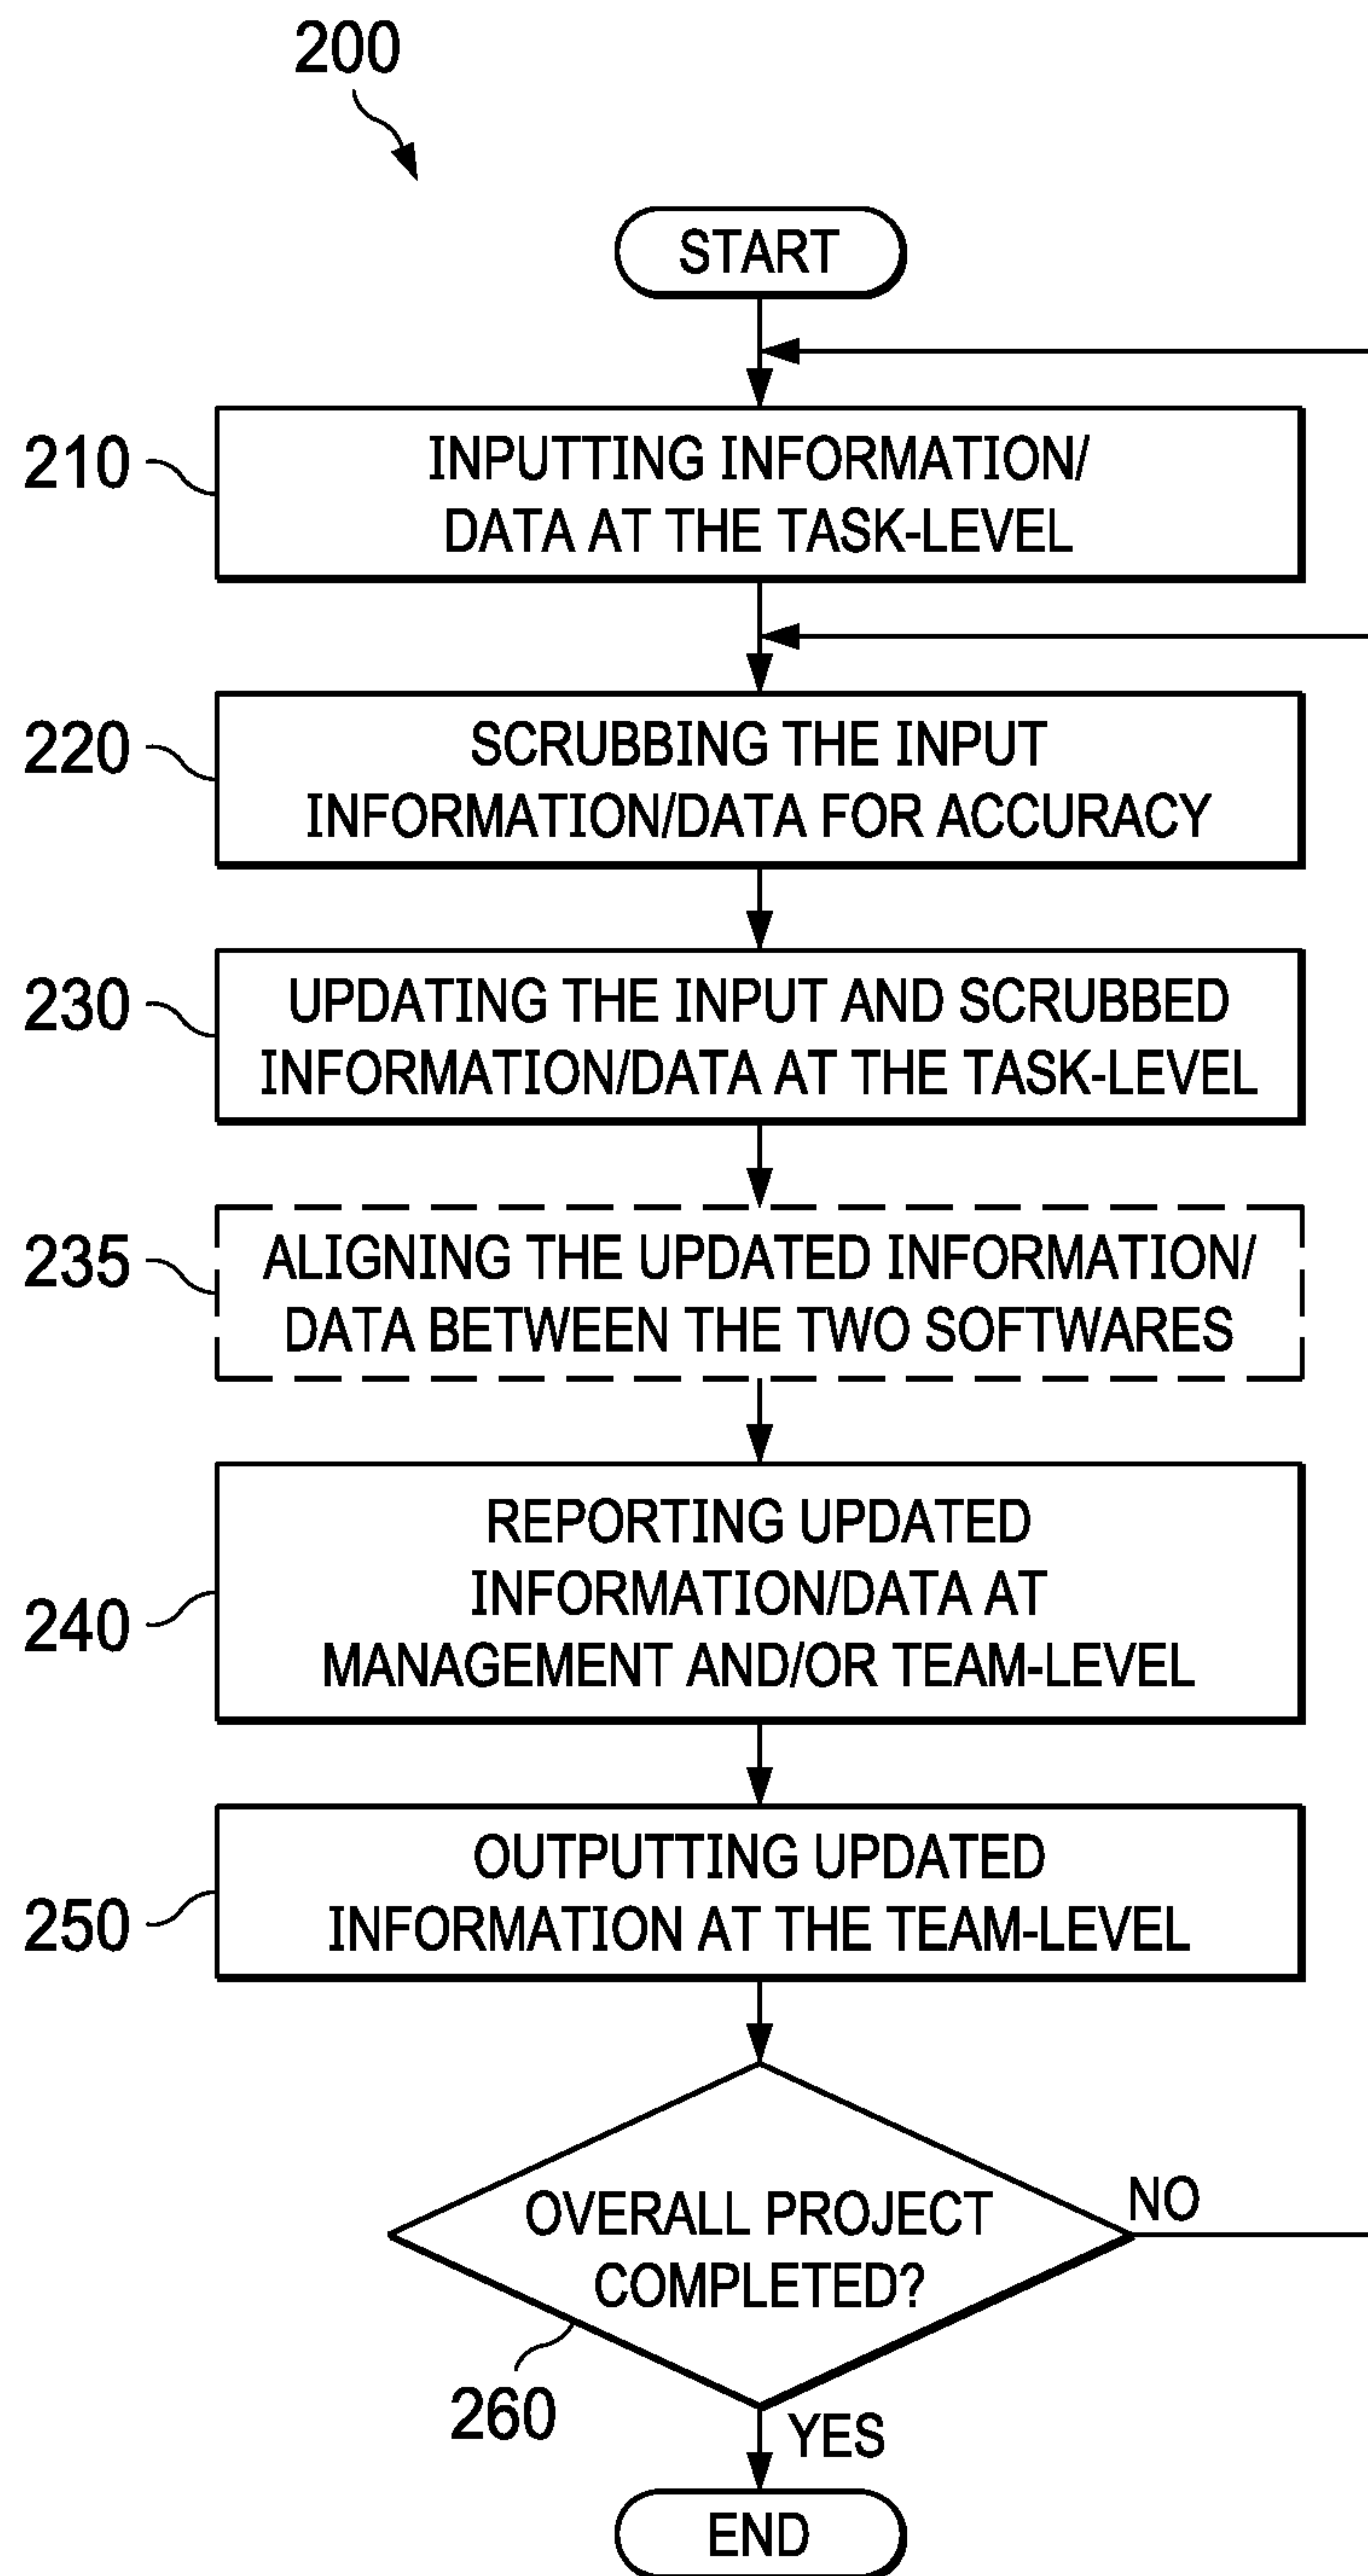 200
START
210
INPUTTING INFORMATION/
DATA AT THE TASK-LEVEL
220
SCRUBBING THE INPUT
INFORMATION/DATA FOR ACCURACY
230
UPDATING THE INPUT AND SCRUBBED
INFORMATION/DATA AT THE TASK-LEVEL
235
ALIGNING THE UPDATED INFORMATION/
DATA BETWEEN THE TWO SOFTWARES
240
REPORTING UPDATED
INFORMATION/DATA AT
MANAGEMENT AND/OR TEAM-LEVEL
250
OUTPUTTING UPDATED
INFORMATION AT THE TEAM-LEVEL
OVERALL PROJECT
COMPLETED?
NO
260
YES
END